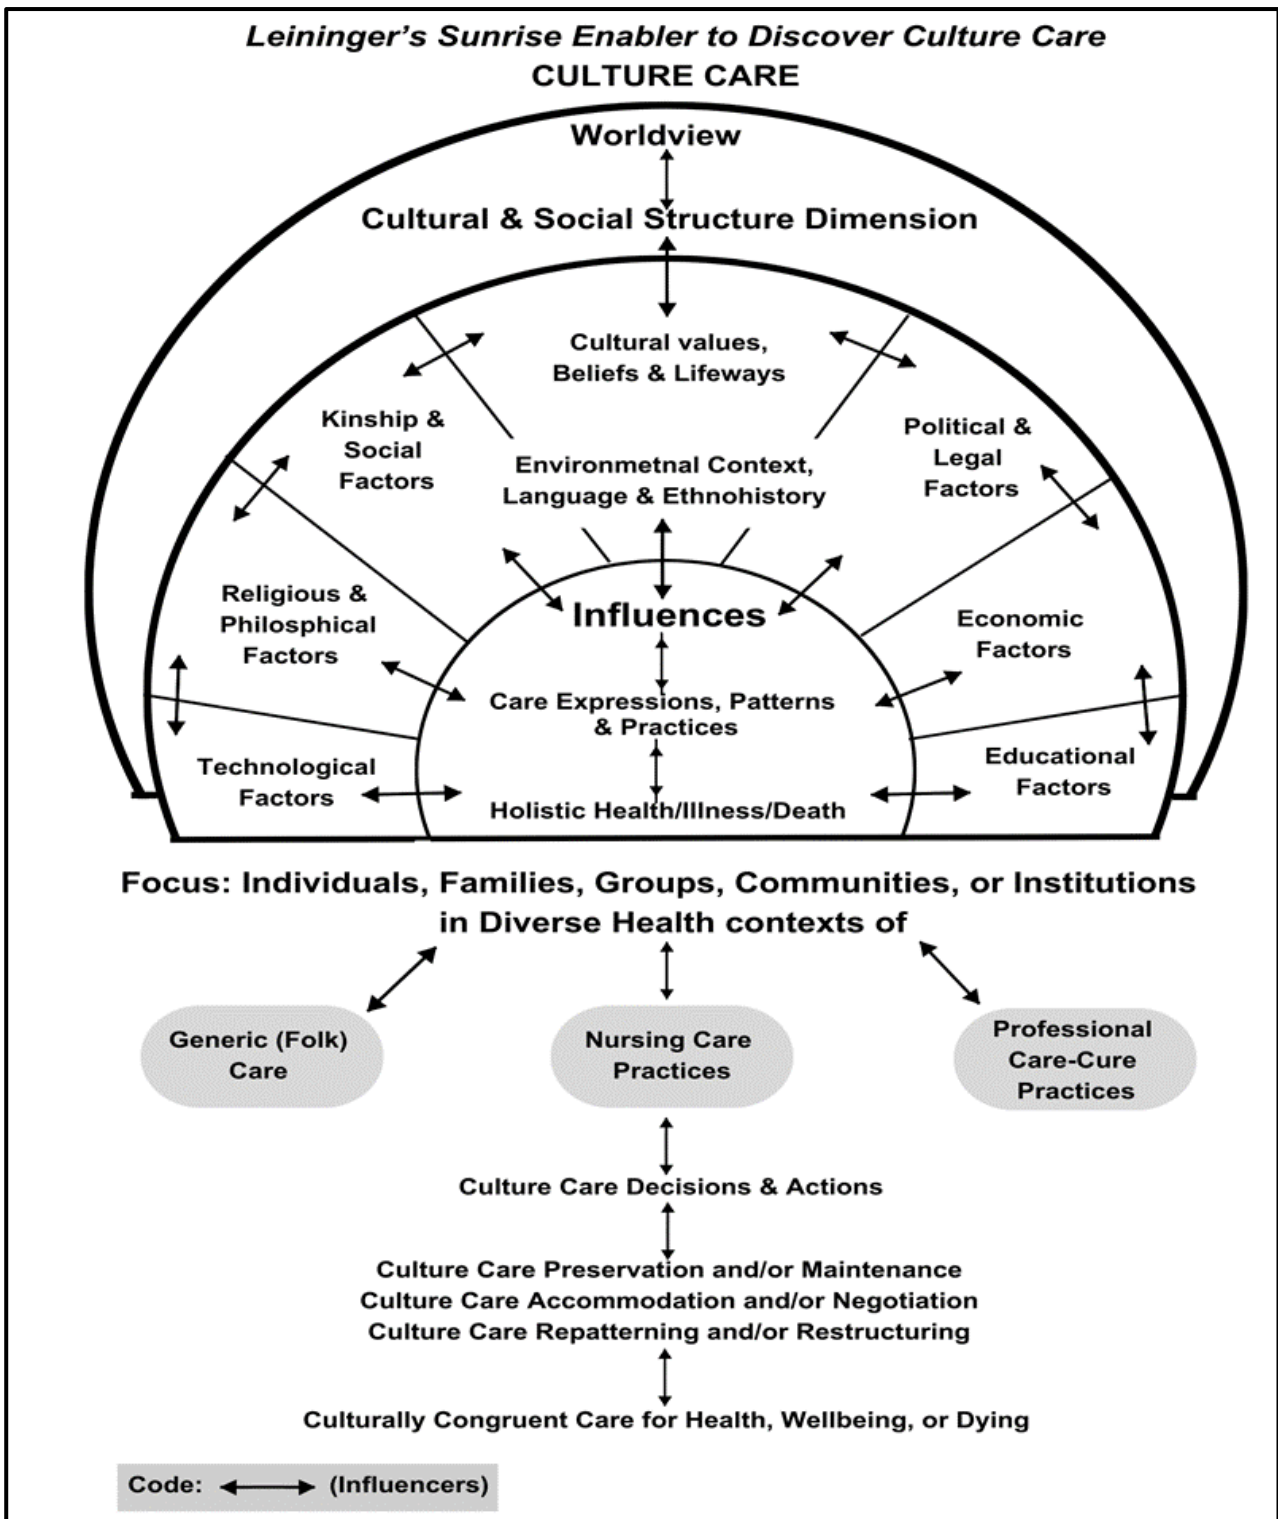 Leininger's Sunrise Enabler to Discover Culture Care
CULTURE CARE
Worldview
Cultural & Social Structure Dimension
Cultural values,
Beliefs & Lifeways
Kinship &
Social
Factors
Political &
Legal
Factors
Environmetnal Context,
Language & Ethnohistory
Religious &
Philosphical
Factors
Influences
Economic
Factors
Care Expressions, Patterns
& Practices
Technological
Factors
Educational
Factors
Holistic Health/Illness/Death
Focus: Individuals, Families, Groups, Communities, or Institutions
in Diverse Health contexts of
Generic (Folk)
Care
Nursing Care
Practices
Professional
Care-Cure
Practices
Culture Care Decisions & Actions
Culture Care Preservation and/or Maintenance
Culture Care Accommodation and/or Negotiation
Culture Care Repatterning and/or Restructuring
Culturally Congruent Care for Health, Wellbeing, or Dying
Code: (Influencers)